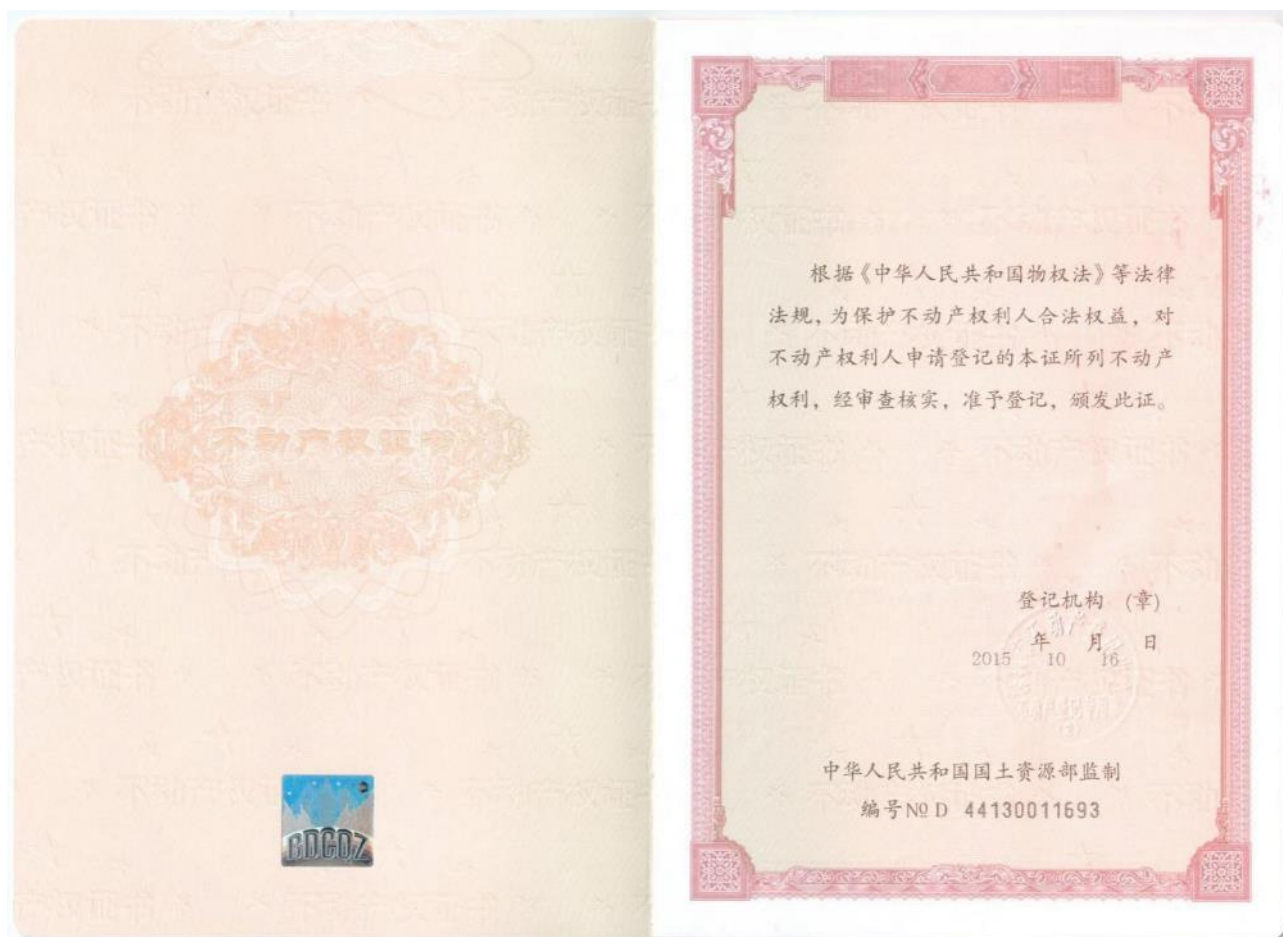 不动产权证书
BDCQZ
根据《中华人民共和国物权法》等法律
法规，为保护不动产权利人合法权益，对
不动产权利人申请登记的本证所列不动产
权利，经审查核实，准予登记，颁发此证。
登记机构 (章)
年 月 日
2015 10 16
中华人民共和国国土资源部监制
编号№ D 44130011693